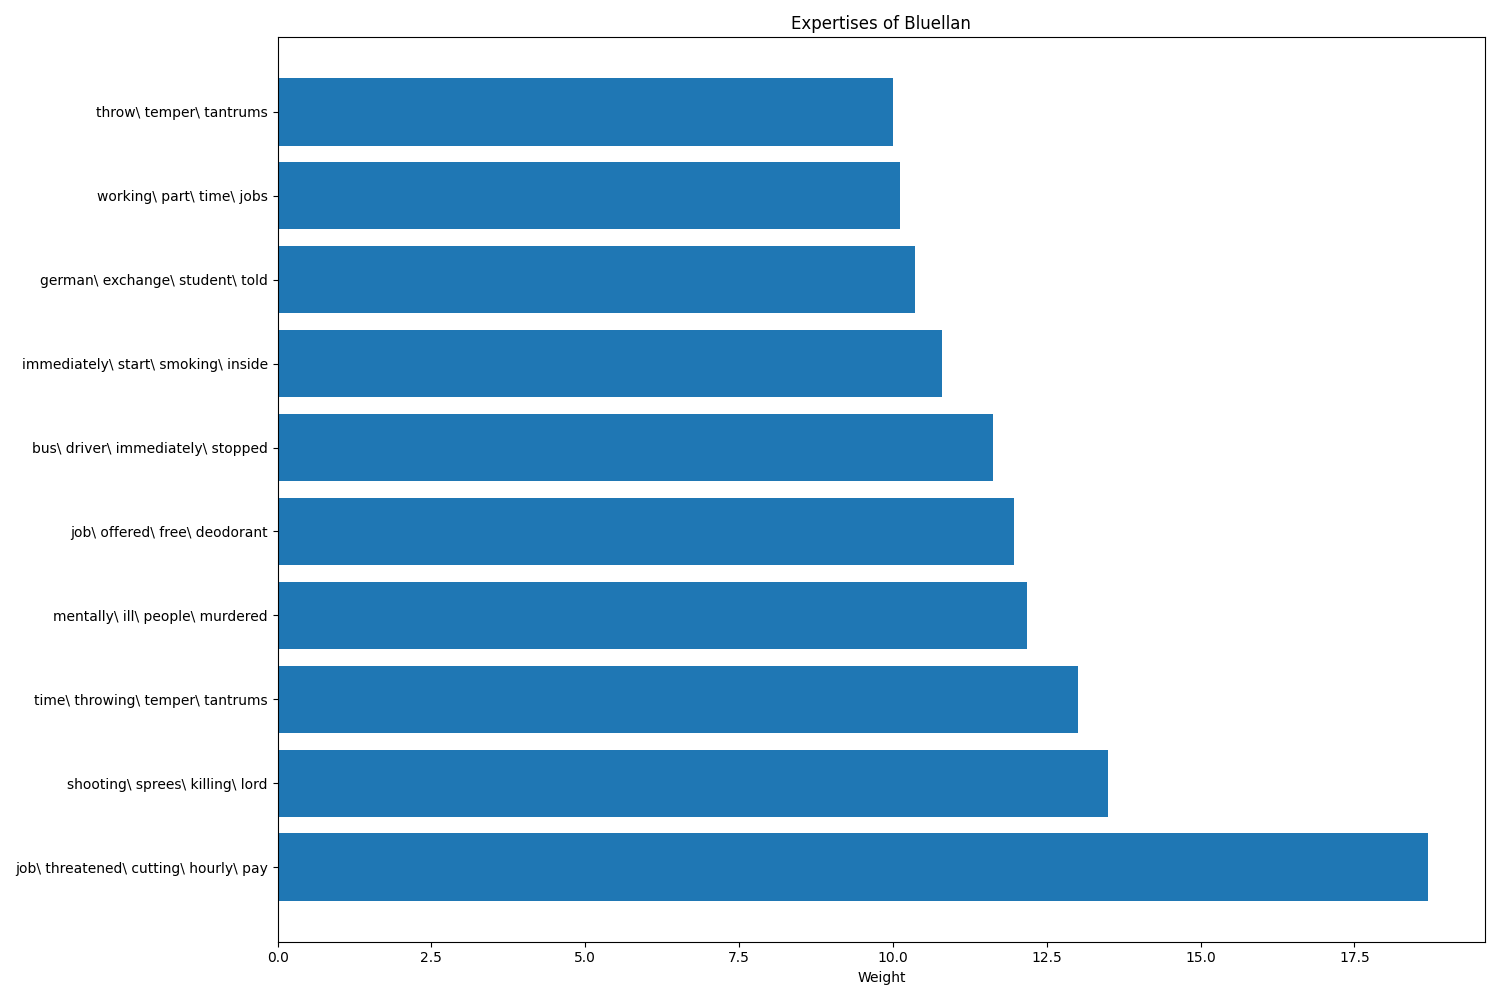 Expertises of Bluellan
throw\ temper\ tantrums
working\ part\ time\ jobs
german\ exchange\ student\ told
immediately\ start\ smoking\ inside
bus\ driver\ immediately\ stopped
job\ offered\ free\ deodorant
mentally\ ill\ people\ murdered
time\ throwing\ temper\ tantrums
shooting\ sprees\ killing\ lord
job\ threatened\ cutting\ hourly\ pay
0.0 2.5 5.0 7.5 10.0 12.5 15.0 17.5
Weight